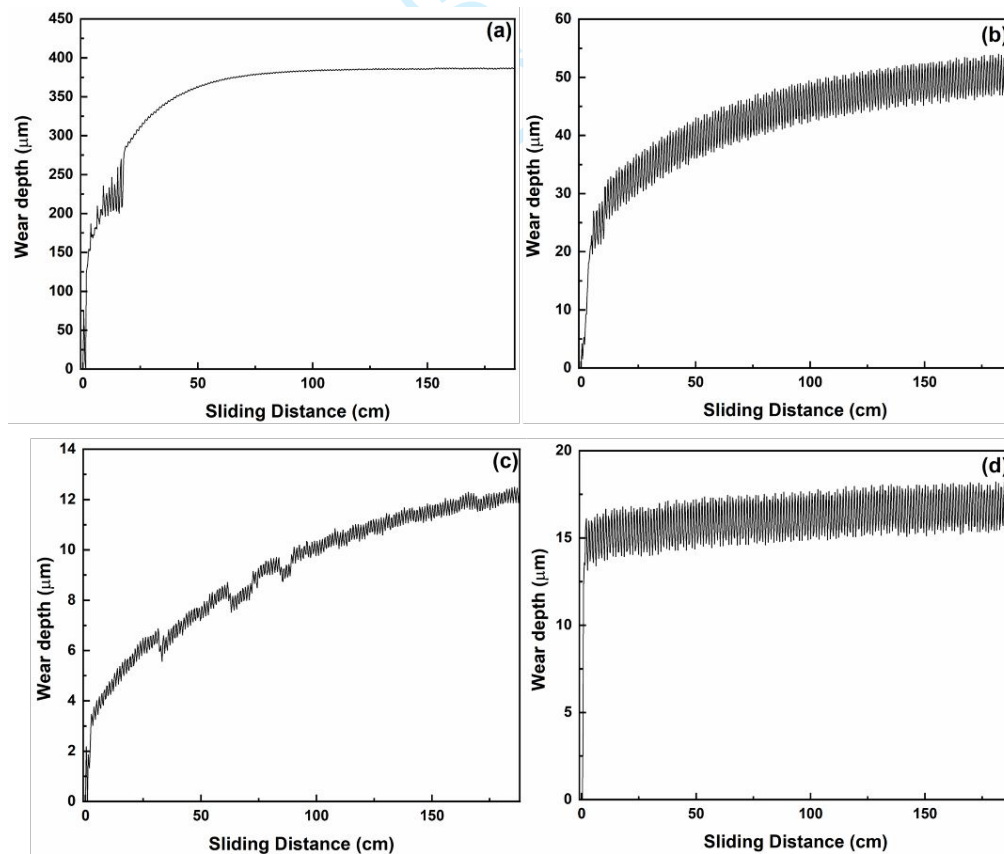 (a)
450
400
350
300
250
200
150
100
50
0
Wear depth (μm)
0 50 100 150
Sliding Distance (cm)
(b)
60
50
40
30
20
10
0
Wear depth (μm)
0 50 100 150
Sliding Distance (cm)
(c)
14
12
10
8
6
4
2
0
Wear depth (μm)
0 50 100 150
Sliding Distance (cm)
(d)
20
15
10
5
0
Wear depth (μm)
0 50 100 150
Sliding Distance (cm)